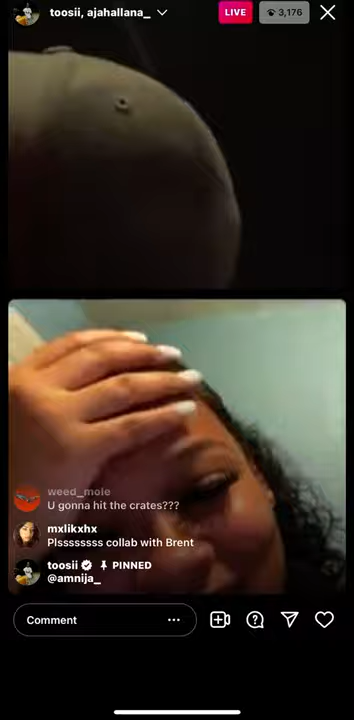 toosii, ajahallana_
LIVE
3,176
weed_mole
U gonna hit the crates???
mxlikxhx
Plssssssss collab with Brent
toosii PINNED
@amnija_
Comment